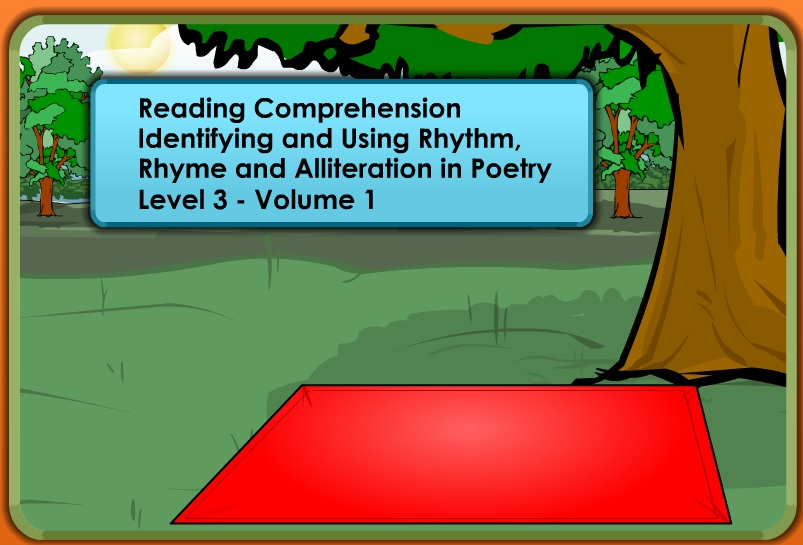 Reading Comprehension
Identifying and Using Rhythm,
Rhyme and Alliteration in Poetry
Level 3 - Volume 1